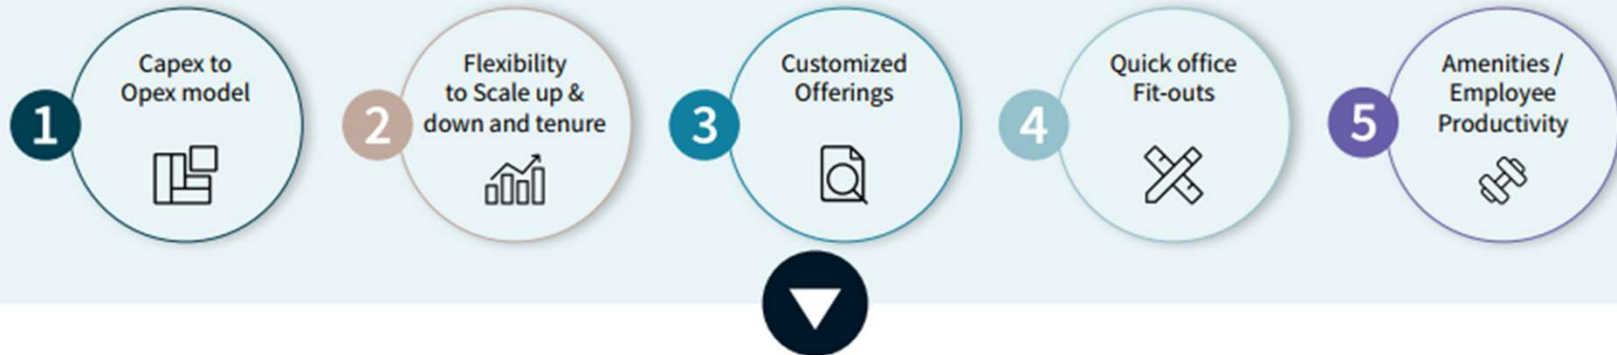 1
Capex to
Opex model
2
Flexibility
to Scale up &
down and tenure
3
Customized
Offerings
4
Quick office
Fit-outs
5
Amenities /
Employee
Productivity